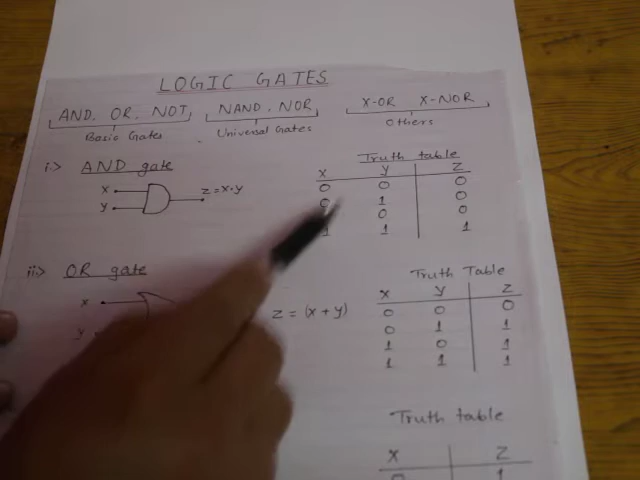 LOGIC GATES
AND. OR. NOT, NAND. NOR X-OR X-NOR
Basic Gates Universal Gates Others
i:> AND gate Truth table
X Y Z
X 0 0 0
Y Z = X.Y 0 1 0
0 0
1 1 1
ii:> OR gate Truth Table
X Y Z
X 0 0 0
Y Z = (X + Y) 0 1 1
1 0 1
1 1 1
Truth table
X Z
0 1